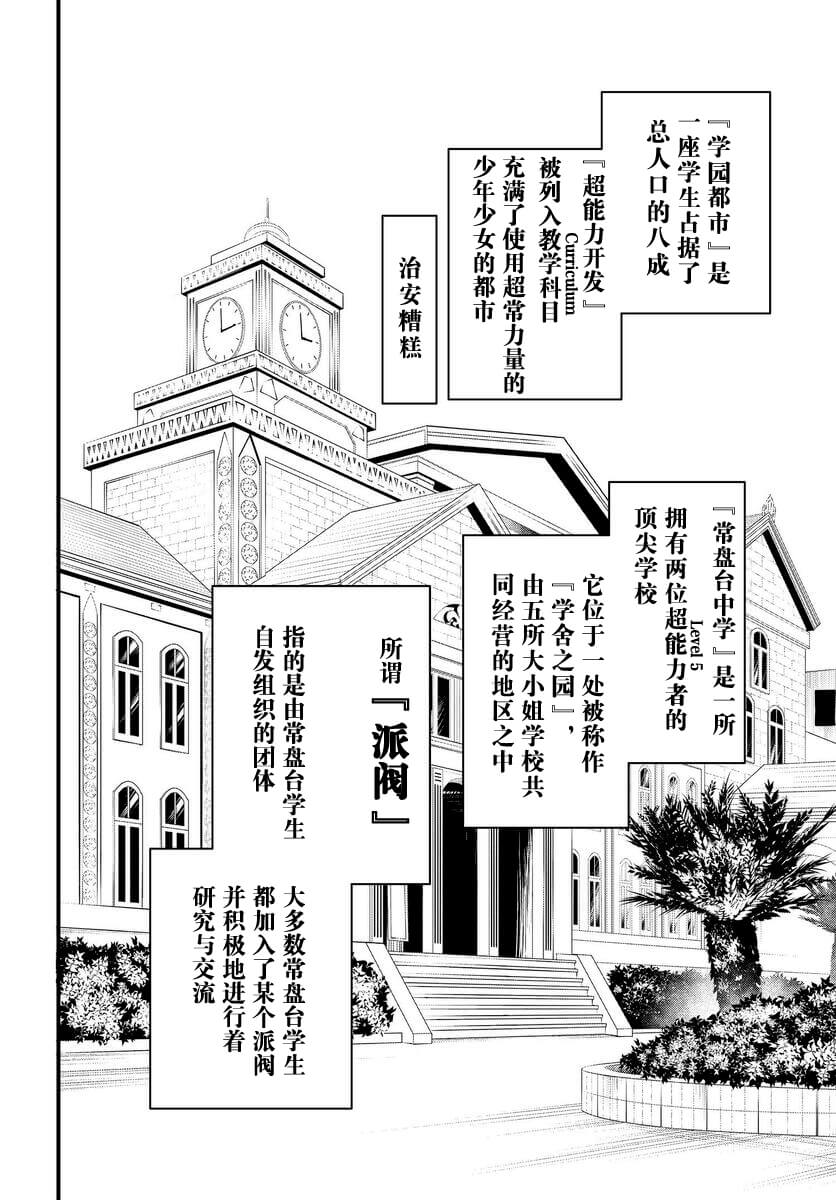 『学园都市』是
一座学生占据了
总人口的八成
『超能力开发』
Curriculum
被列入教学科目
充满了使用超常力量的
少年少女的都市
治安糟糕
『常盘台中学』是一所
Level 5
拥有两位超能力者的
顶尖学校
它位于一处被称作
『学舍之园』，
由五所大小姐学校共
同经营的地区之中
所谓
『派阀』
指的是由常盘台学生
自发组织的团体
大多数常盘台学生
都加入了某个派阀
并积极地进行着
研究与交流